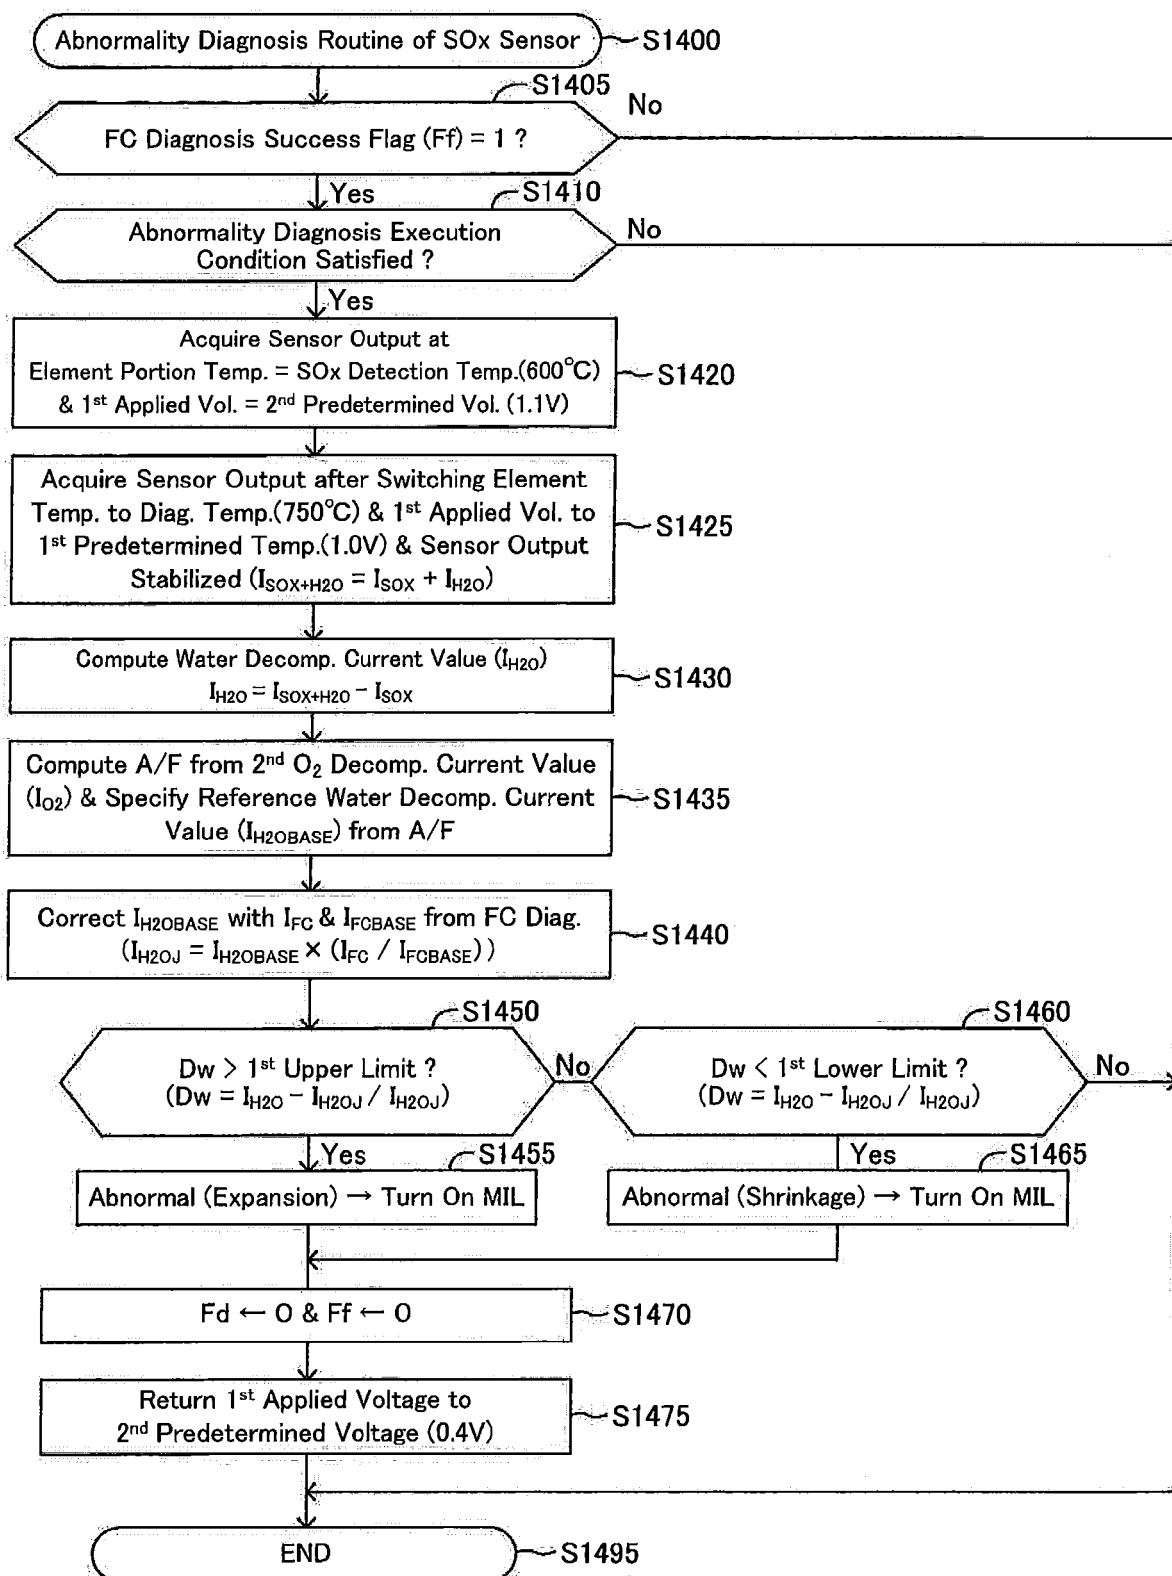 Abnormality Diagnosis Routine of SOx Sensor
S1400
S1405
FC Diagnosis Success Flag (Ff) = 1 ?
No
Yes
S1410
Abnormality Diagnosis Execution
Condition Satisfied ?
No
Yes
Acquire Sensor Output at
Element Portion Temp. = SOx Detection Temp.(600°C)
& 1st Applied Vol. = 2nd Predetermined Vol. (1.1V)
S1420
Acquire Sensor Output after Switching Element
Temp. to Diag. Temp.(750°C) & 1st Applied Vol. to
1st Predetermined Temp.(1.0V) & Sensor Output
Stabilized (ISOX+H2O = ISOX + IH2O)
S1425
Compute Water Decomp. Current Value (IH2O)
IH2O = ISOX+H2O − ISOX
S1430
Compute A/F from 2nd O2 Decomp. Current Value
(IO2) & Specify Reference Water Decomp. Current
Value (IH2OBASE) from A/F
S1435
Correct IH2OBASE with IFC & IFCBASE from FC Diag.
(IH2OJ = IH2OBASE × (IFC / IFCBASE))
S1440
S1450
Dw > 1st Upper Limit ?
(Dw = IH2O − IH2OJ / IH2OJ)
No
Yes
S1460
Dw < 1st Lower Limit ?
(Dw = IH2O − IH2OJ / IH2OJ)
No
Yes
S1455
Abnormal (Expansion) → Turn On MIL
S1465
Abnormal (Shrinkage) → Turn On MIL
Fd ← O & Ff ← O
S1470
Return 1st Applied Voltage to
2nd Predetermined Voltage (0.4V)
S1475
END
S1495